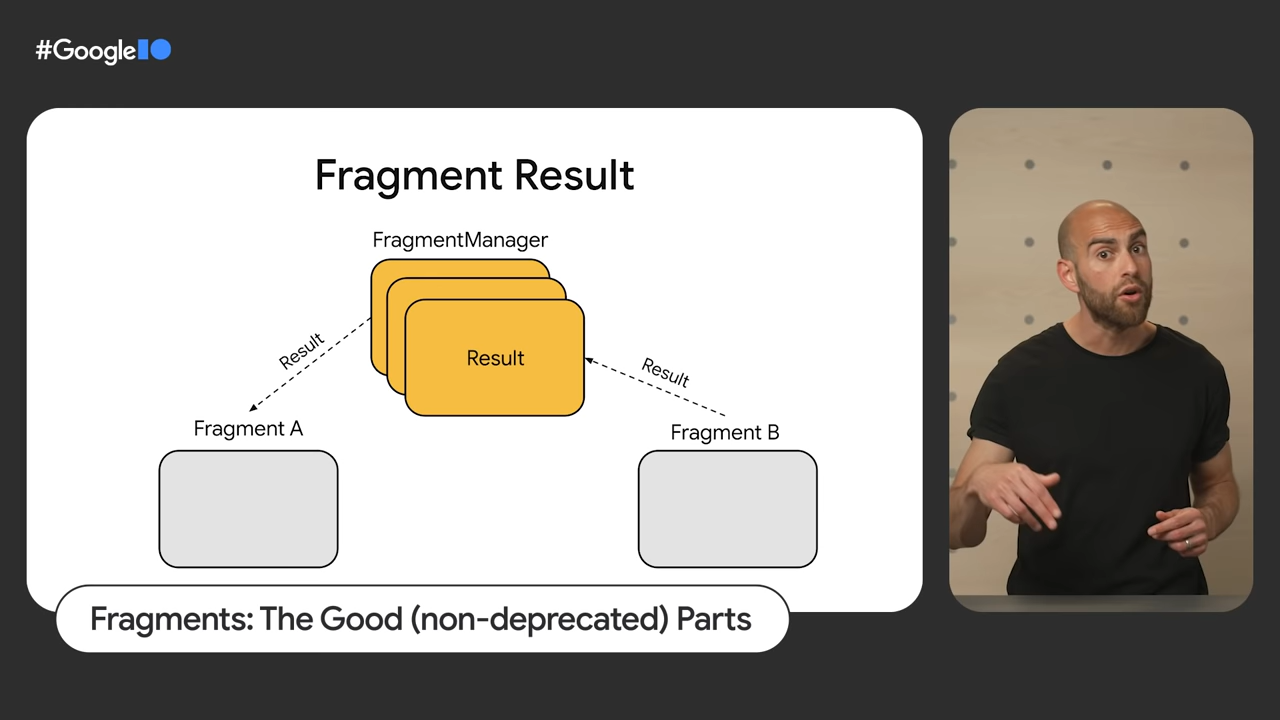 #GoogleIO
Fragment Result
FragmentManager
Result
Result
Result
Fragment A
Fragment B
Fragments: The Good (non-deprecated) Parts